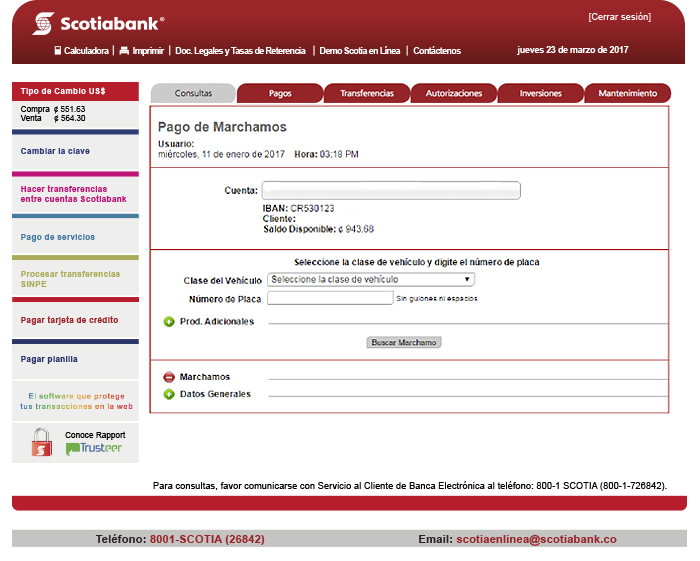 Scotiabank®
[Cerrar sesión]
Calculadora | Imprimir | Doc. Legales y Tasas de Referencia | Demo Scotia en Línea | Contáctenos
jueves 23 de marzo de 2017
Tipo de Cambio US$
Compra ¢ 551.63
Venta ¢ 564.30
Cambiar la clave
Hacer transferencias
entre cuentas Scotiabank
Pago de servicios
Procesar transferencias
SINPE
Pagar tarjeta de crédito
Pagar planilla
El software que protege
tus transacciones en la web
Conoce Rapport
Trusteer
Consultas
Pagos
Transferencias
Autorizaciones
Inversiones
Mantenimiento
Pago de Marchamos
Usuario:
miércoles, 11 de enero de 2017 Hora: 03:18 PM
Cuenta:
IBAN: CR530123
Cliente:
Saldo Disponible: ¢ 943.68
Seleccione la clase de vehículo y digite el número de placa
Clase del Vehículo Seleccione la clase de vehículo
Número de Placa Sin guiones ni espacios.
Prod. Adicionales
Buscar Marchamo
Marchamos
Datos Generales
Para consultas, favor comunicarse con Servicio al Cliente de Banca Electrónica al teléfono: 800-1 SCOTIA (800-1-726842).
Teléfono: 8001-SCOTIA (26842)
Email: scotiaenlinea@scotiabank.co